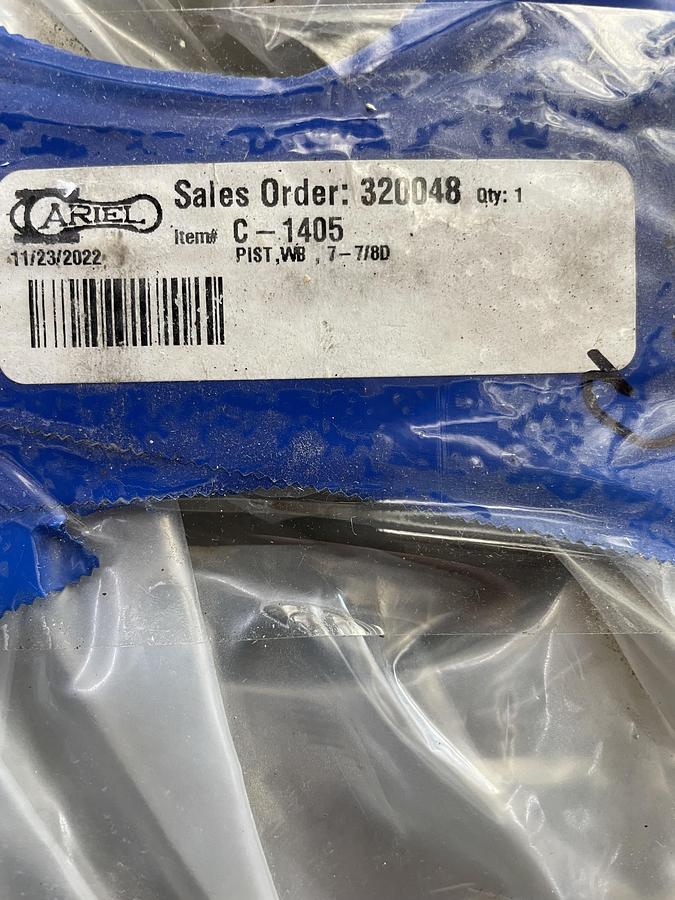 ARIEL
Sales Order: 320048 Qty: 1
Item# C-1405
11/23/2022
PIST,WB , 7-7/8D